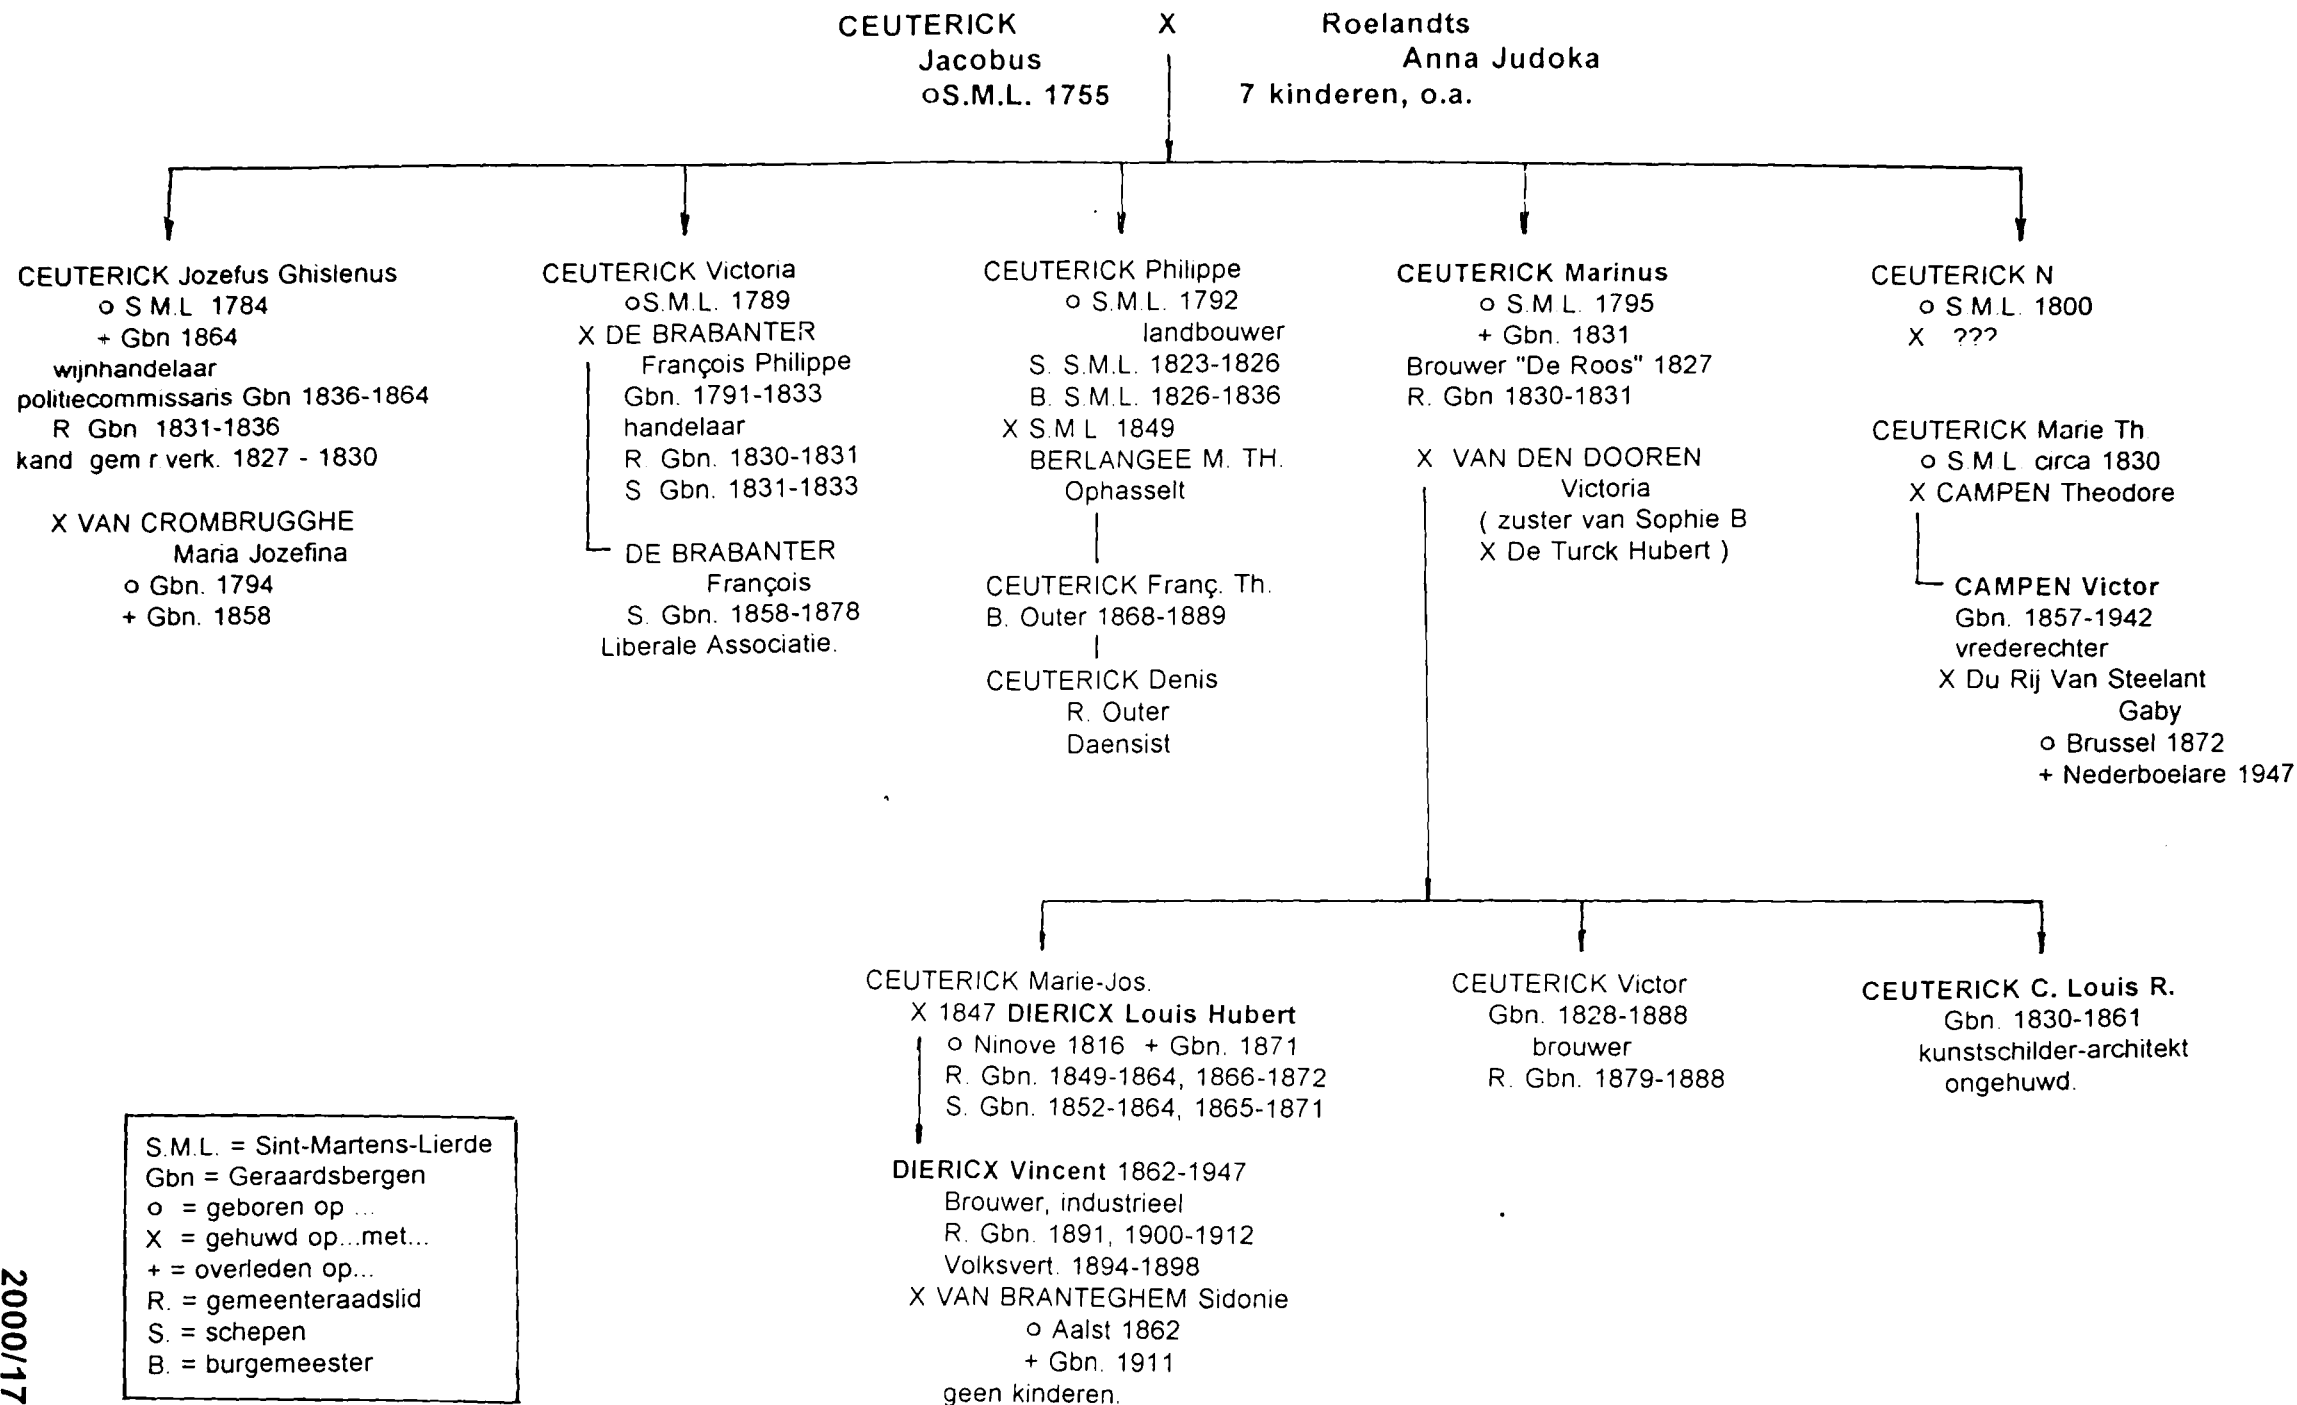 CEUTERICK X Roelandts
Jacobus Anna Judoka
oS.M.L. 1755 7 kinderen, o.a.
CEUTERICK Jozefus Ghislenus
o S M.L 1784
+ Gbn 1864
wijnhandelaar
politiecommissaris Gbn 1836-1864
R Gbn 1831-1836
kand gem r verk. 1827 - 1830
X VAN CROMBRUGGHE
Maria Jozefina
o Gbn. 1794
+ Gbn. 1858
CEUTERICK Victoria
oS.M.L. 1789
X DE BRABANTER
François Philippe
Gbn. 1791-1833
handelaar
R Gbn. 1830-1831
S Gbn. 1831-1833
DE BRABANTER
François
S. Gbn. 1858-1878
Liberale Associatie.
CEUTERICK Philippe
o S.M.L. 1792
landbouwer
S. S.M.L. 1823-1826
B. S.M.L. 1826-1836
X S.M L 1849
BERLANGEE M. TH.
Ophasselt
CEUTERICK Franç. Th.
B. Outer 1868-1889
CEUTERICK Denis
R. Outer
Daensist
CEUTERICK Marinus
o S.M.L. 1795
+ Gbn. 1831
Brouwer "De Roos" 1827
R. Gbn 1830-1831
X VAN DEN DOOREN
Victoria
( zuster van Sophie B
X De Turck Hubert )
CEUTERICK N
o S.M.L. 1800
X ???
CEUTERICK Marie Th
o S.M L. circa 1830
X CAMPEN Theodore
CAMPEN Victor
Gbn. 1857-1942
vrederechter
X Du Rij Van Steelant
Gaby
o Brussel 1872
+ Nederboelare 1947
CEUTERICK Marie-Jos.
X 1847 DIERICX Louis Hubert
o Ninove 1816 + Gbn. 1871
R. Gbn. 1849-1864, 1866-1872
S. Gbn. 1852-1864, 1865-1871
DIERICX Vincent 1862-1947
Brouwer, industrieel
R. Gbn. 1891, 1900-1912
Volksvert. 1894-1898
X VAN BRANTEGHEM Sidonie
o Aalst 1862
+ Gbn. 1911
geen kinderen.
CEUTERICK Victor
Gbn. 1828-1888
brouwer
R. Gbn. 1879-1888
CEUTERICK C. Louis R.
Gbn. 1830-1861
kunstschilder-architekt
ongehuwd.
S.M.L. = Sint-Martens-Lierde
Gbn = Geraardsbergen
o = geboren op ...
X = gehuwd op...met...
+ = overleden op...
R. = gemeenteraadslid
S. = schepen
B. = burgemeester
2000/17